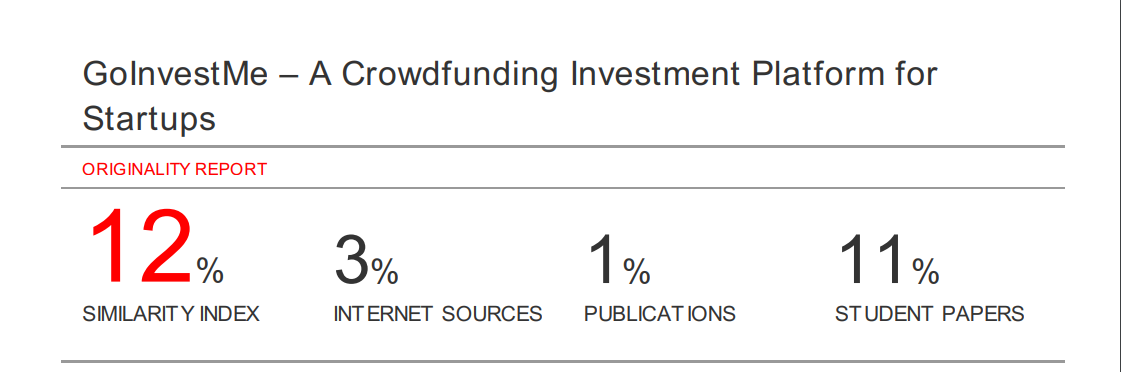 GoInvestMe – A Crowdfunding Investment Platform for
Startups
ORIGINALITY REPORT
12% 3% 1% 11%
SIMILARITY INDEX INTERNET SOURCES PUBLICATIONS STUDENT PAPERS